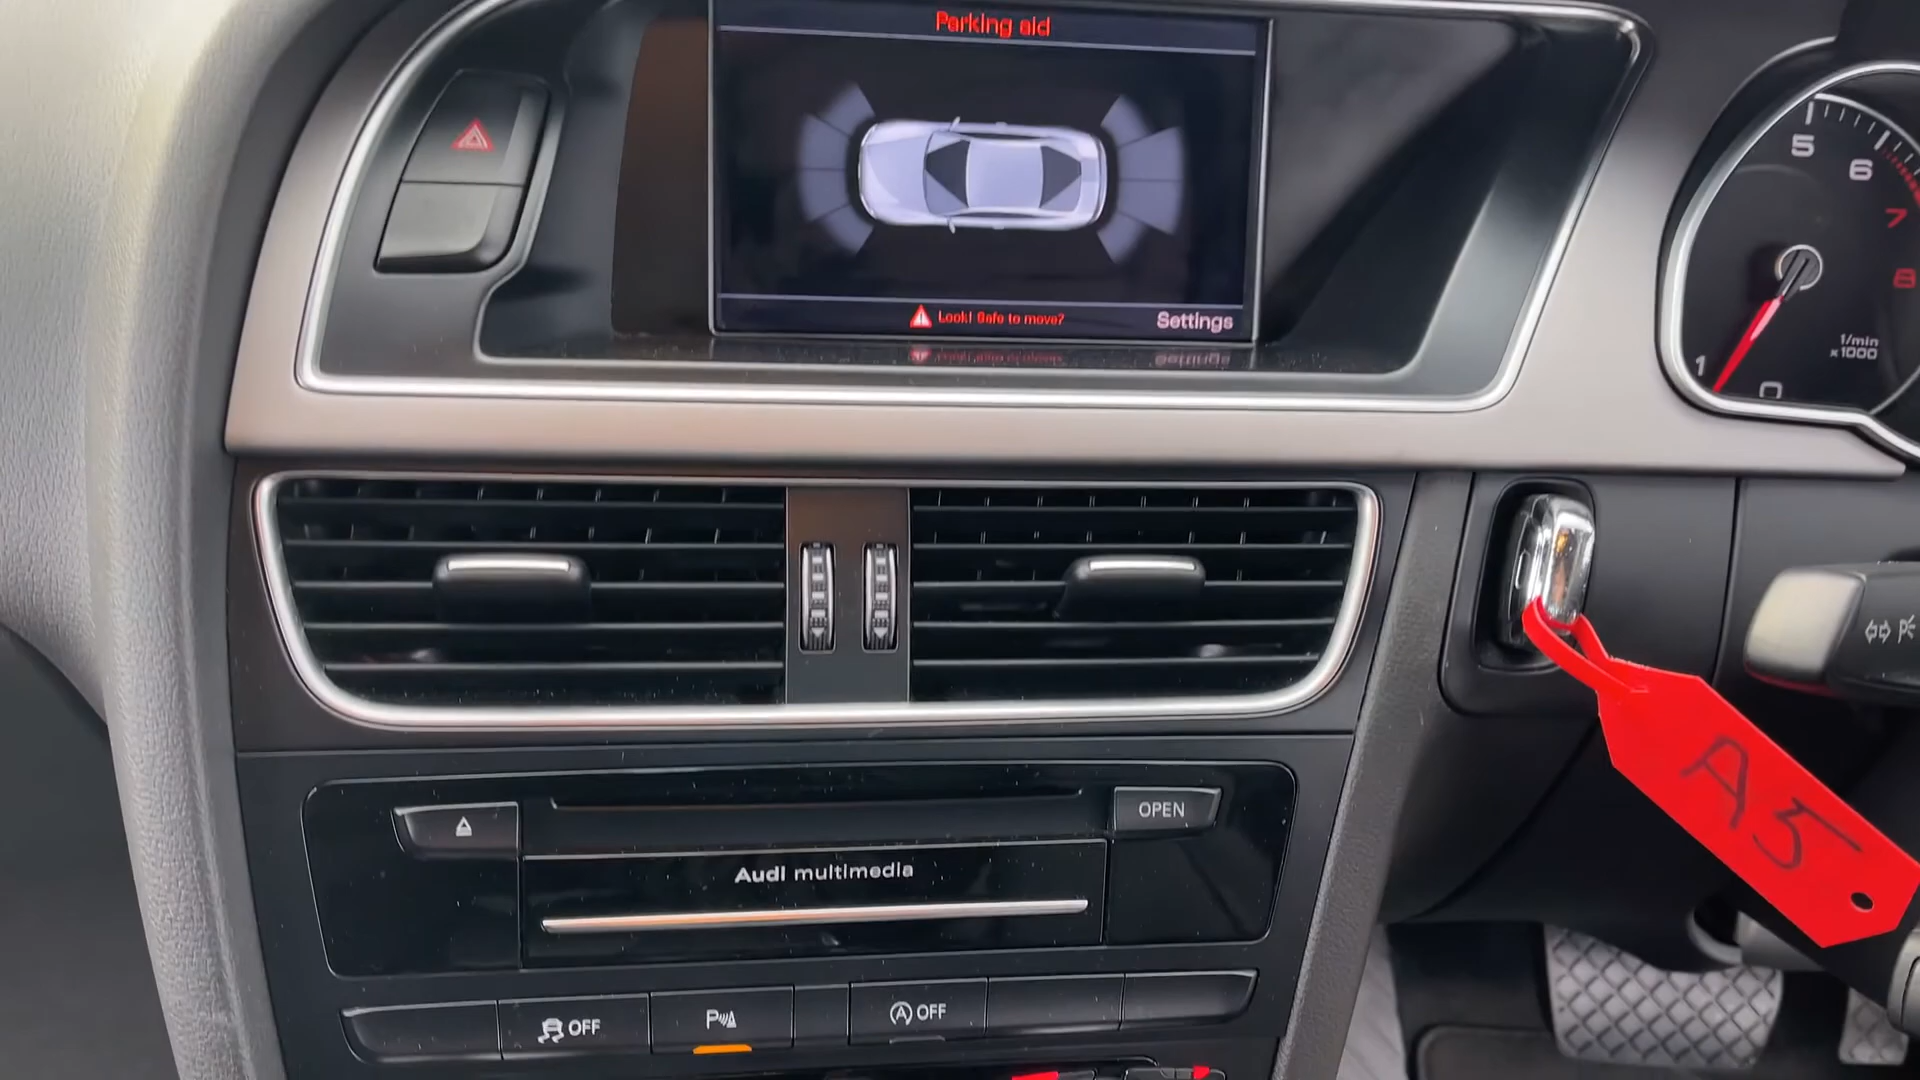 Parking aid
Look! Safe to move?
Settings
5
6
7
8
1
0
1/min
x1000
OPEN
Audi multimedia
A5
OFF
P
A OFF